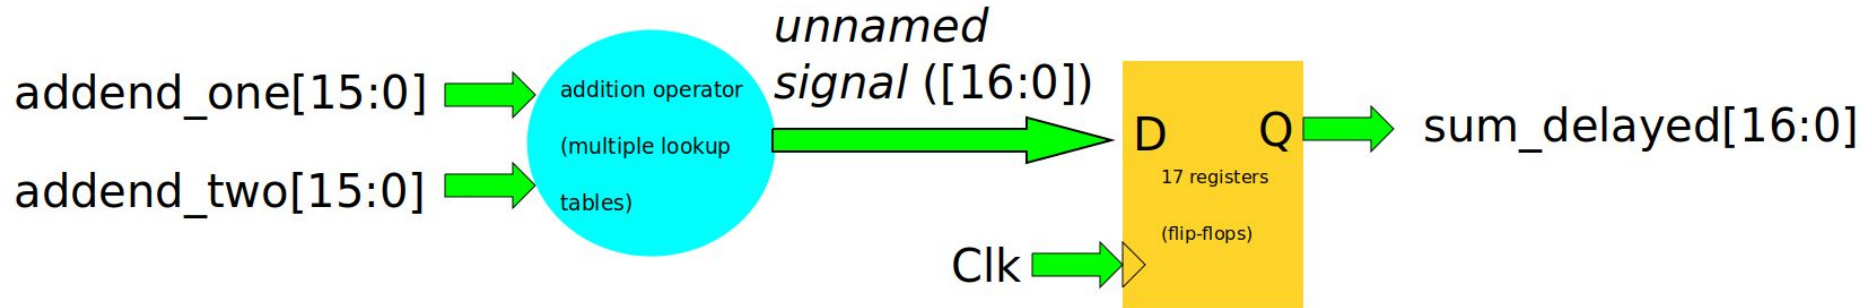 addend_one[15:0]
addend_two[15:0]
addition operator
(multiple lookup
tables)
unnamed
signal ([16:0])
Clk
D
Q
17 registers
(flip-flops)
sum_delayed[16:0]